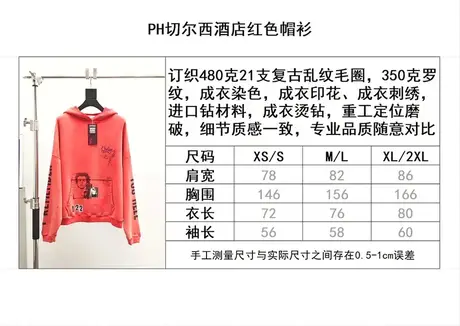 PH切尔西酒店红色帽衫
订织480克21支复古乱纹毛圈，350克罗
纹，成衣染色，成衣印花、成衣刺绣，
进口钻材料，成衣烫钻，重工定位磨
破，细节质感一致，专业品质随意对比
尺码 XS/S M/L XL/2XL
肩宽 78 82 86
胸围 146 156 166
衣长 72 76 80
袖长 56 58 60
手工测量尺寸与实际尺寸之间存在0.5-1cm误差
121